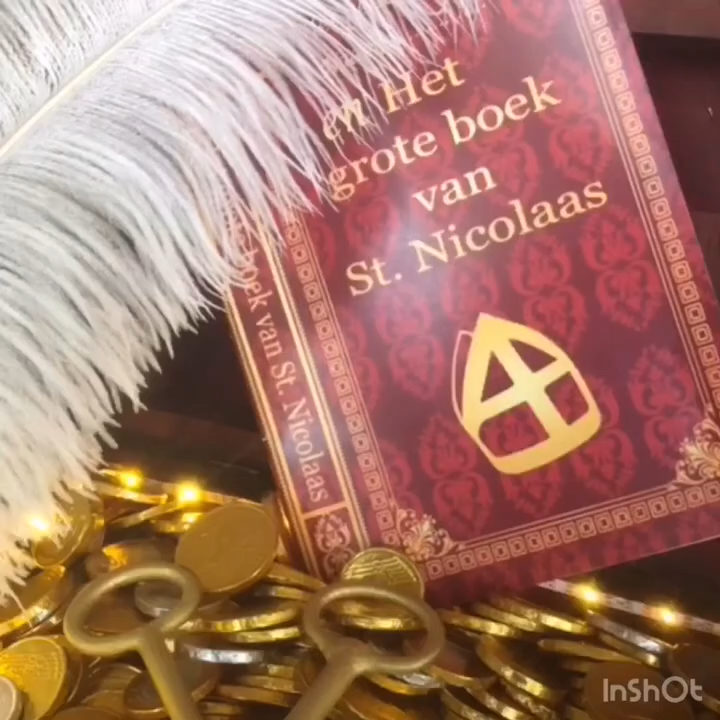 Het
grote boek
van
St. Nicolaas
boek van St. Nicolaas
InShOt